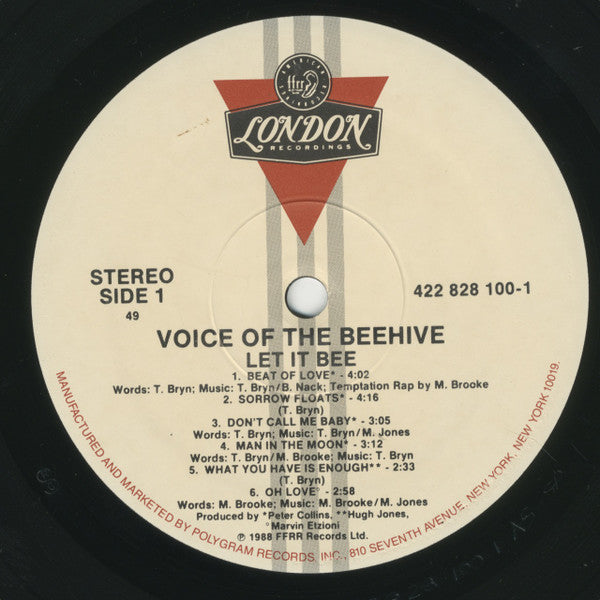 ffrr
LONDON
RECORDINGS
STEREO
SIDE 1
49
422 828 100-1
VOICE OF THE BEEHIVE
LET IT BEE
1. BEAT OF LOVE* - 4:02
Words: T. Bryn; Music: T. Bryn/B. Nack; Temptation Rap by M. Brooke
2. SORROW FLOATS* - 4:16
(T. Bryn)
3. DON'T CALL ME BABY* - 3:05
Words: T. Bryn; Music: T. Bryn/M. Jones
4. MAN IN THE MOON* - 3:12
Words: T. Bryn/M. Brooke; Music: T. Bryn
5. WHAT YOU HAVE IS ENOUGH** - 2:33
(T. Bryn)
6. OH LOVE° - 2:58
Words: M. Brooke; Music: M. Brooke/M. Jones
Produced by *Peter Collins, **Hugh Jones,
°Marvin Etzioni
℗ 1988 FFRR Records Ltd.
MANUFACTURED AND MARKETED BY POLYGRAM RECORDS, INC., 810 SEVENTH AVENUE, NEW YORK, NEW YORK 10019.